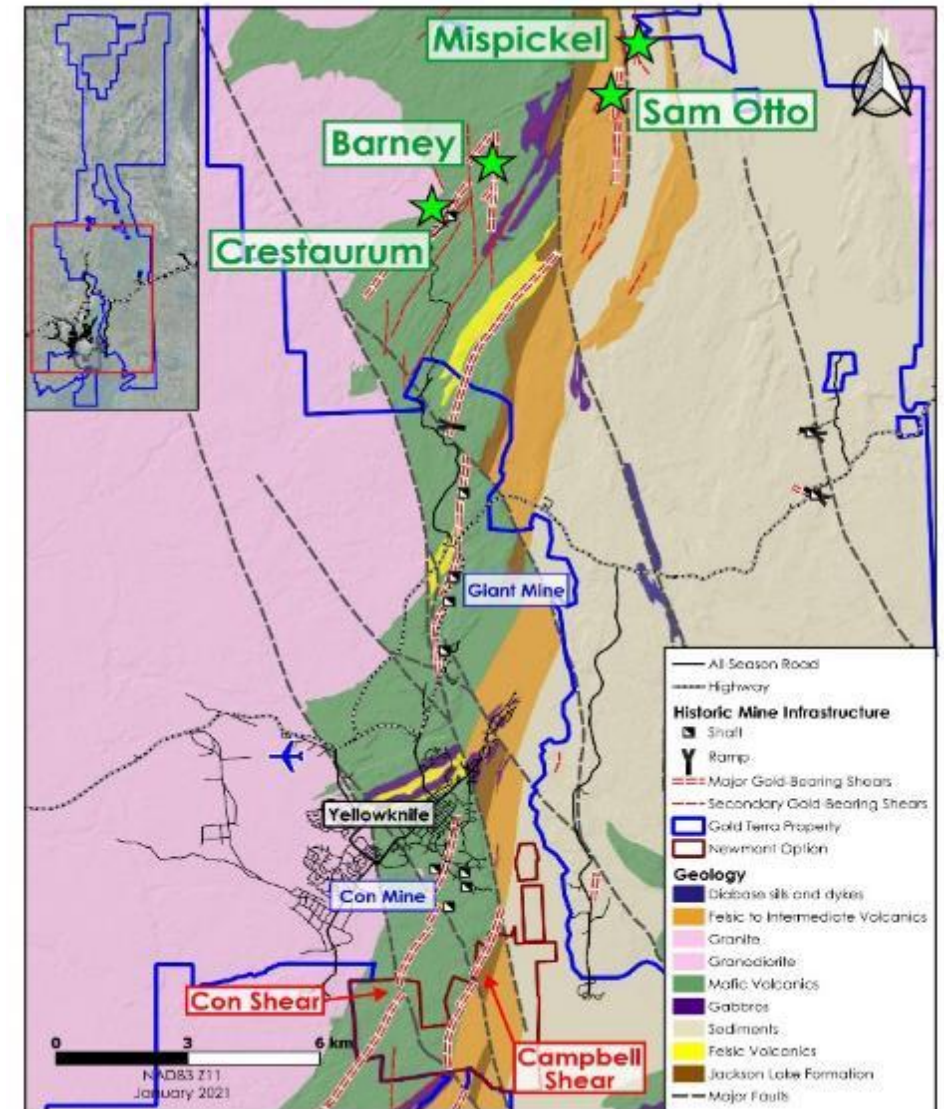 Mispickel
N
Sam Otto
Barney
Crestaurum
Giant Mine
Yellowknife
Con Mine
Con Shear
Campbell
Shear
0 3 6 km
NAD83 Z11
January 2021
All-Season Road
Highway
Historic Mine Infrastructure
Shaft
Ramp
Major Gold-Bearing Shears
Secondary Gold-Bearing Shears
Gold Terra Property
Newmont Option
Geology
Diabase sills and dykes
Felsic to Intermediate Volcanics
Granite
Granodiorite
Mafic Volcanics
Gabbros
Sediments
Felsic Volcanics
Jackson Lake Formation
Major Faults